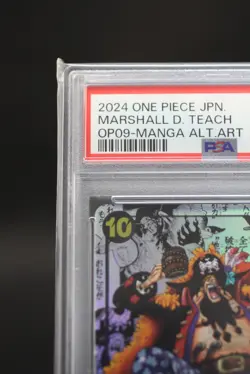 2024 ONE PIECE JPN.
MARSHALL D. TEACH
OP09-MANGA ALT.ART
PSA
10